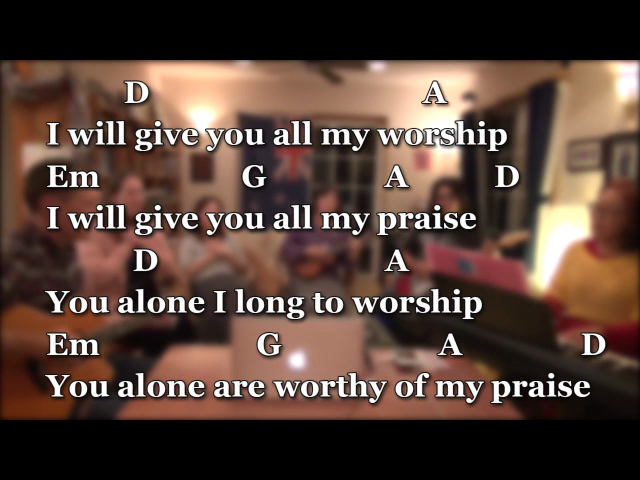 D A
I will give you all my worship
Em G A D
I will give you all my praise
D A
You alone I long to worship
Em G A D
You alone are worthy of my praise